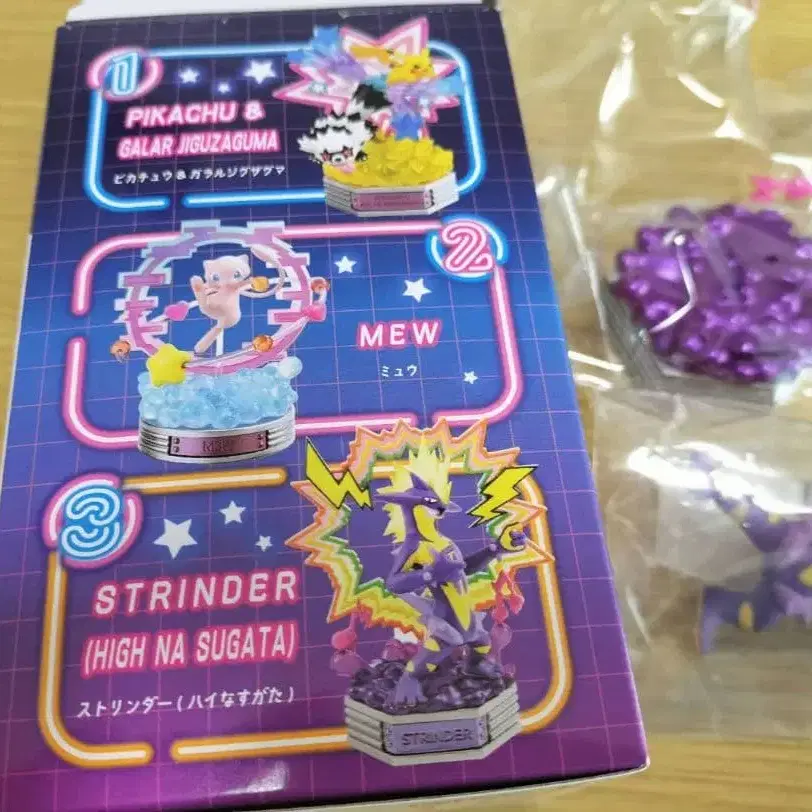 1
PIKACHU &
GALAR JIGUZAGUMA
ピカチュウ&ガラルジグザグマ
2
MEW
ミュウ
MEW
3
STRINDER
(HIGH NA SUGATA)
ストリンダー(ハイなすがた)
STRINDER